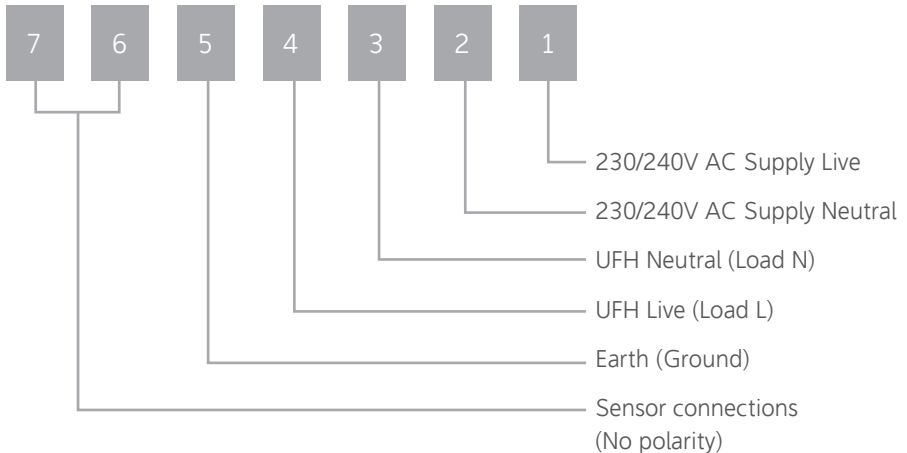 7 6 5 4 3 2 1
230/240V AC Supply Live
230/240V AC Supply Neutral
UFH Neutral (Load N)
UFH Live (Load L)
Earth (Ground)
Sensor connections
(No polarity)